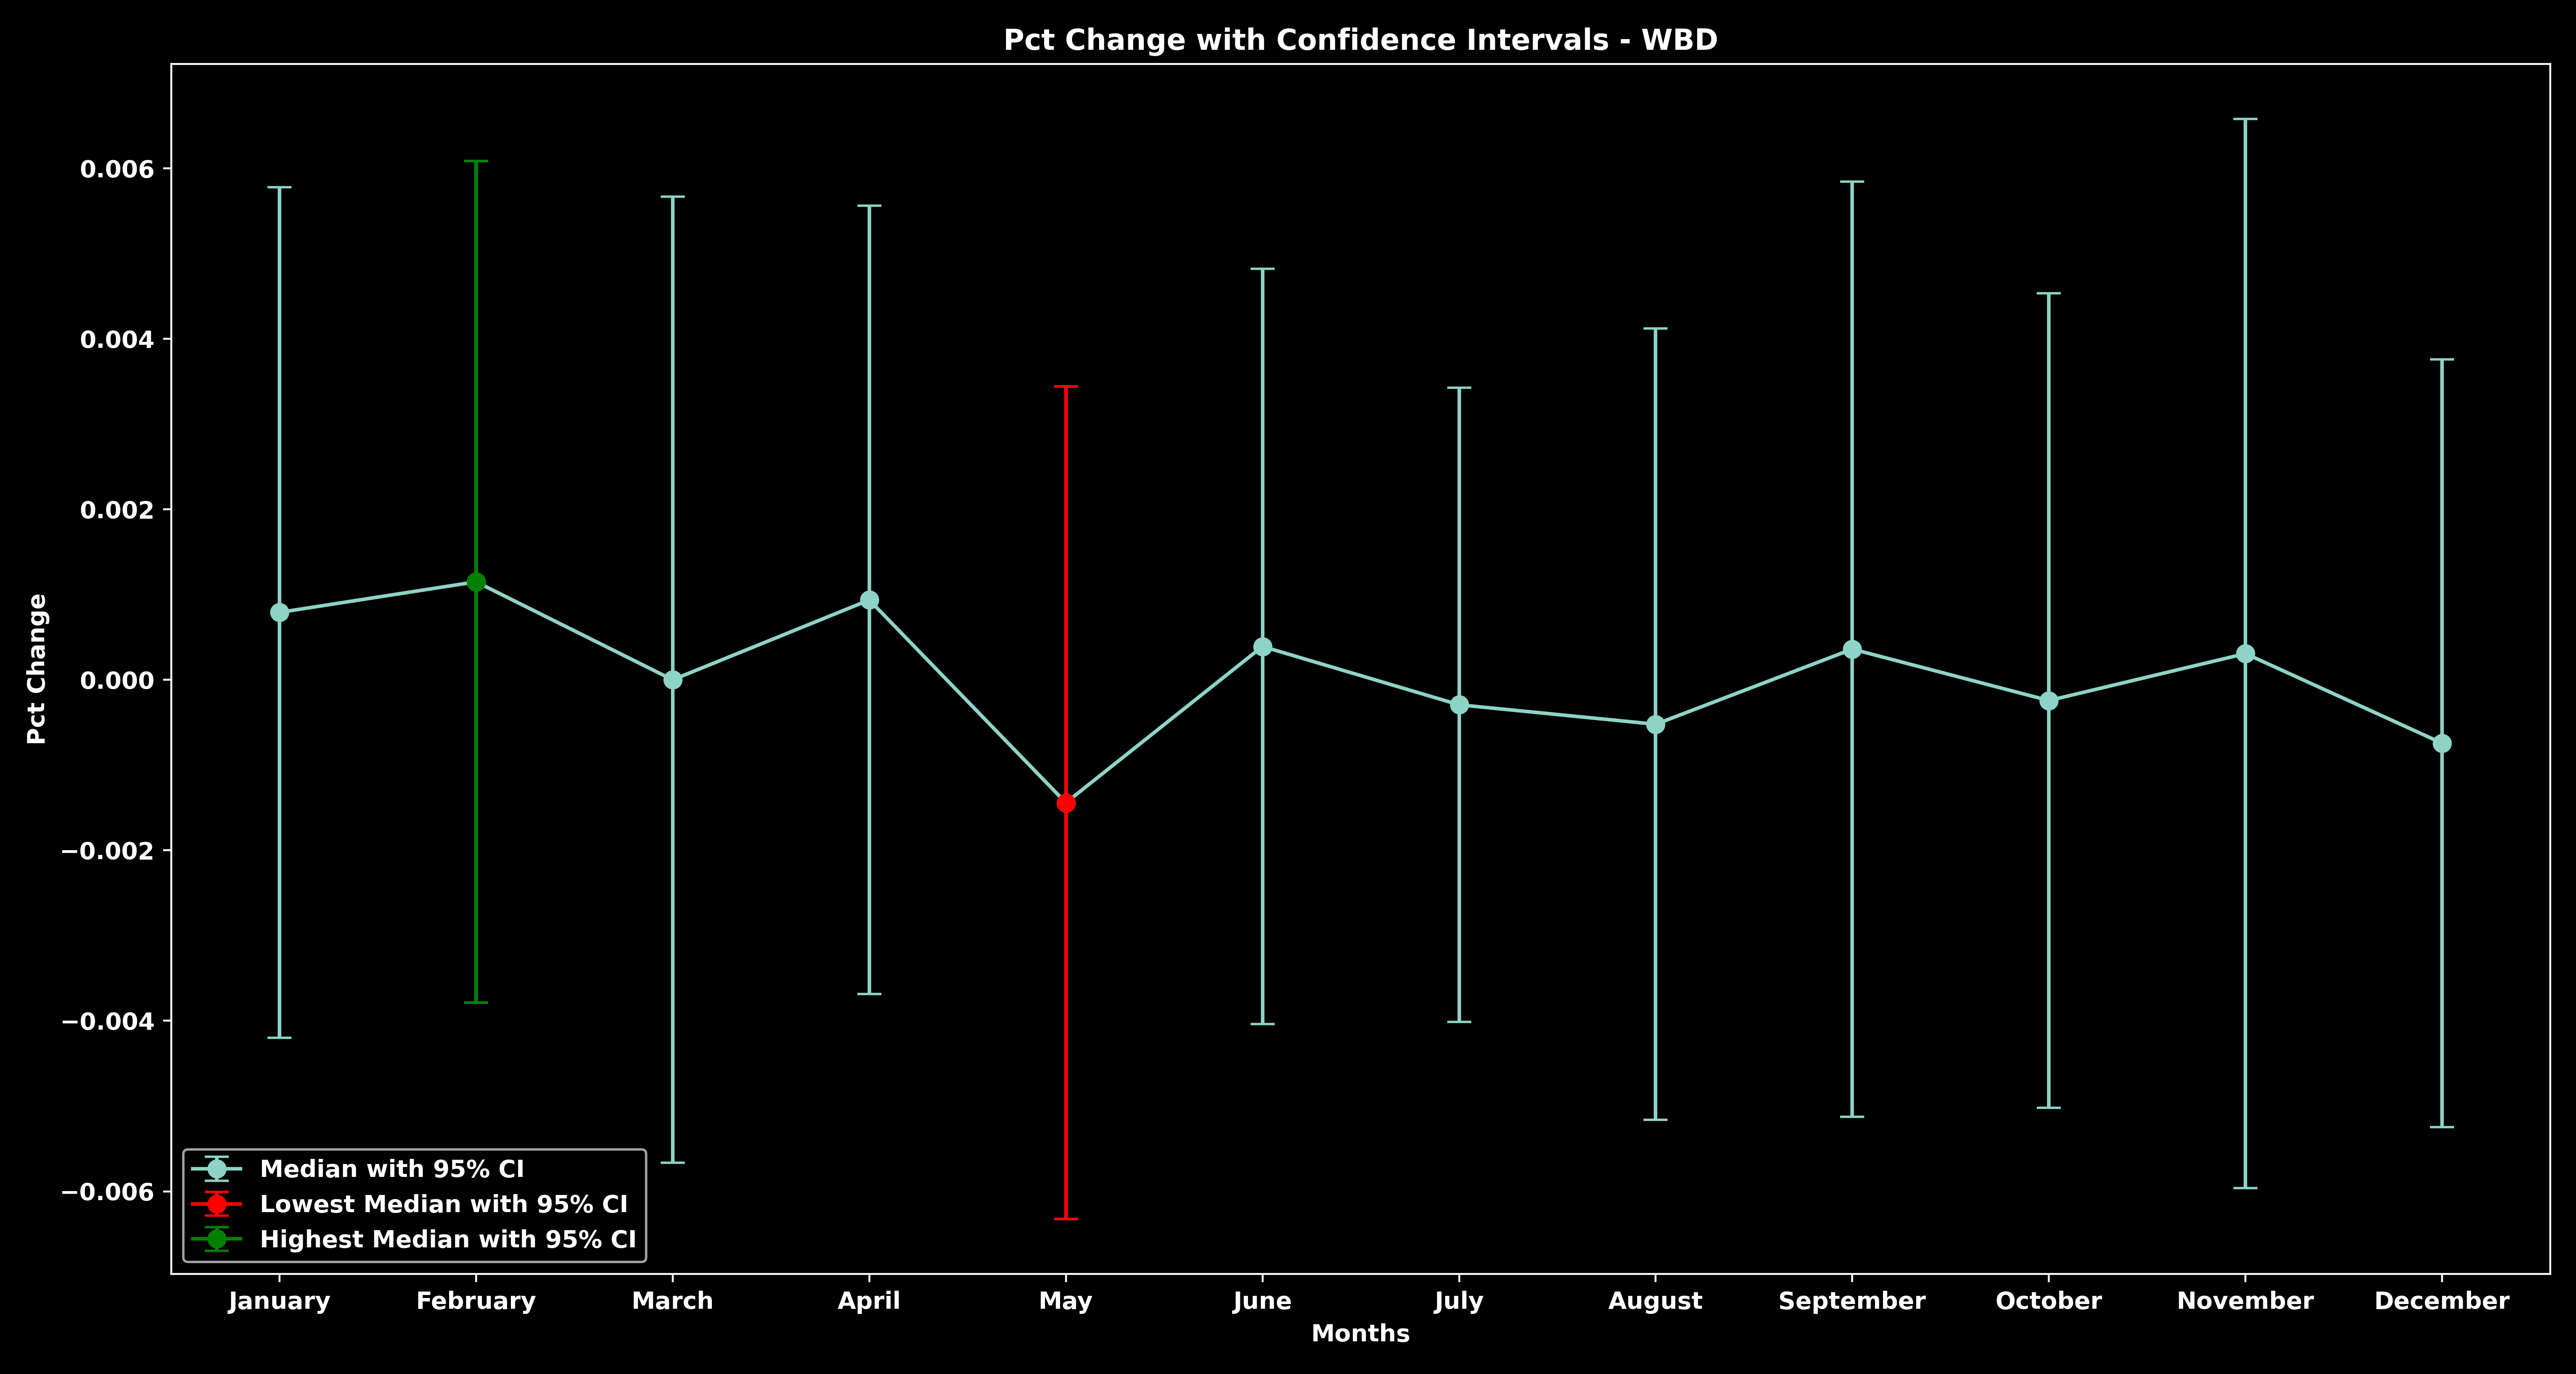 Pct Change with Confidence Intervals - WBD
Pct Change
0.006
0.004
0.002
0.000
−0.002
−0.004
−0.006
Median with 95% CI
Lowest Median with 95% CI
Highest Median with 95% CI
January February March April May June July August September October November December
Months